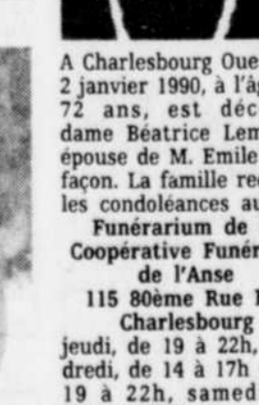 A Charlesbourg Oue
2 janvier 1990, à l'âg
72 ans, est déc
dame Béatrice Lem
épouse de M. Emile
façon. La famille re
les condoléances au
Funérarium de
Coopérative Funér
de l'Anse
115 80ème Rue
Charlesbourg
jeudi, de 19 à 22h,
dredi, de 14 à 17h
19 à 22h, samed